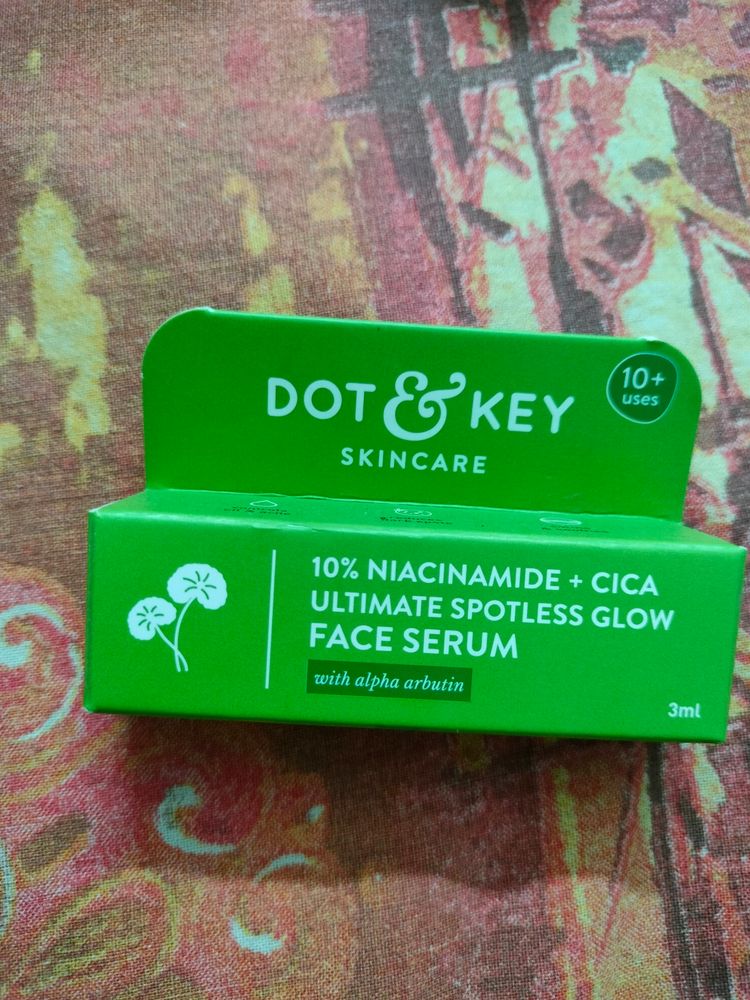 DOT & KEY
SKINCARE
10+
uses
10% NIACINAMIDE + CICA
ULTIMATE SPOTLESS GLOW
FACE SERUM
with alpha arbutin
3ml